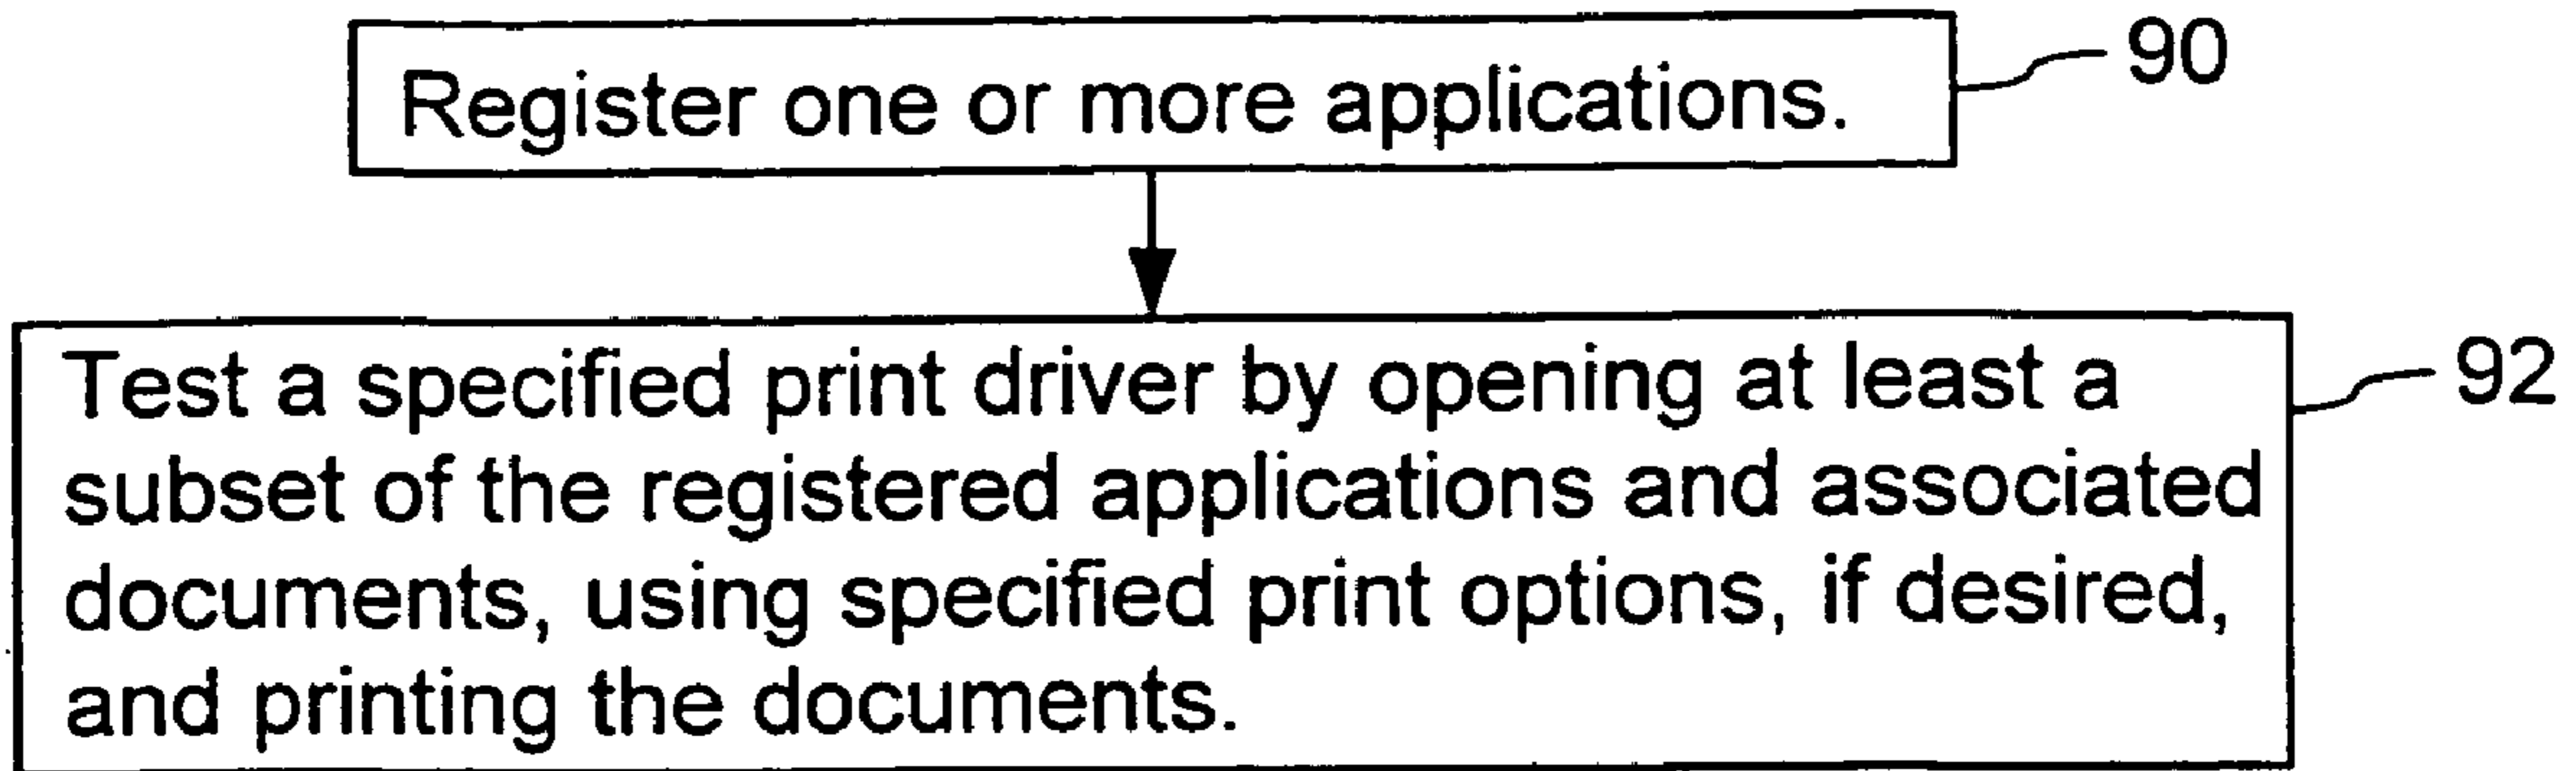 Register one or more applications.
90
Test a specified print driver by opening at least a
subset of the registered applications and associated
documents, using specified print options, if desired,
and printing the documents.
92